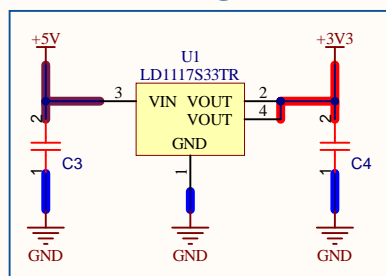 +5V
+3V3
U1
LD1117S33TR
3
VIN
VOUT
2
VOUT
4
GND
1
2
C3
1
2
C4
1
GND
GND
GND